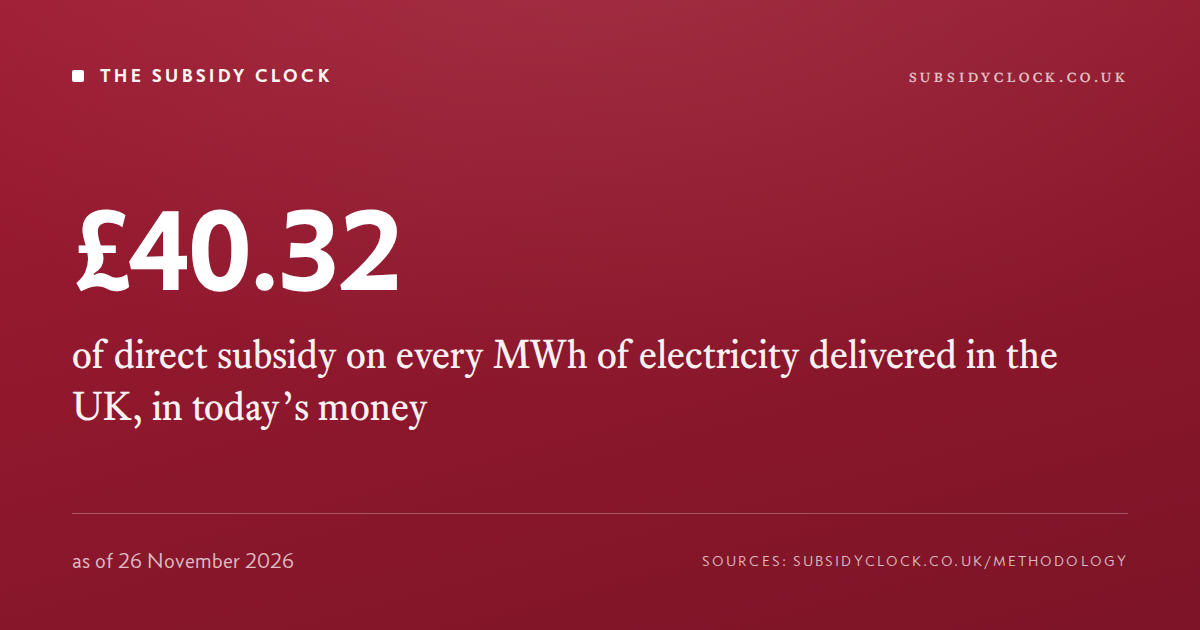 THE SUBSIDY CLOCK
SUBSIDYCLOCK.CO.UK
£40.32
of direct subsidy on every MWh of electricity delivered in the
UK, in today’s money
as of 26 November 2026
SOURCES: SUBSIDYCLOCK.CO.UK/METHODOLOGY